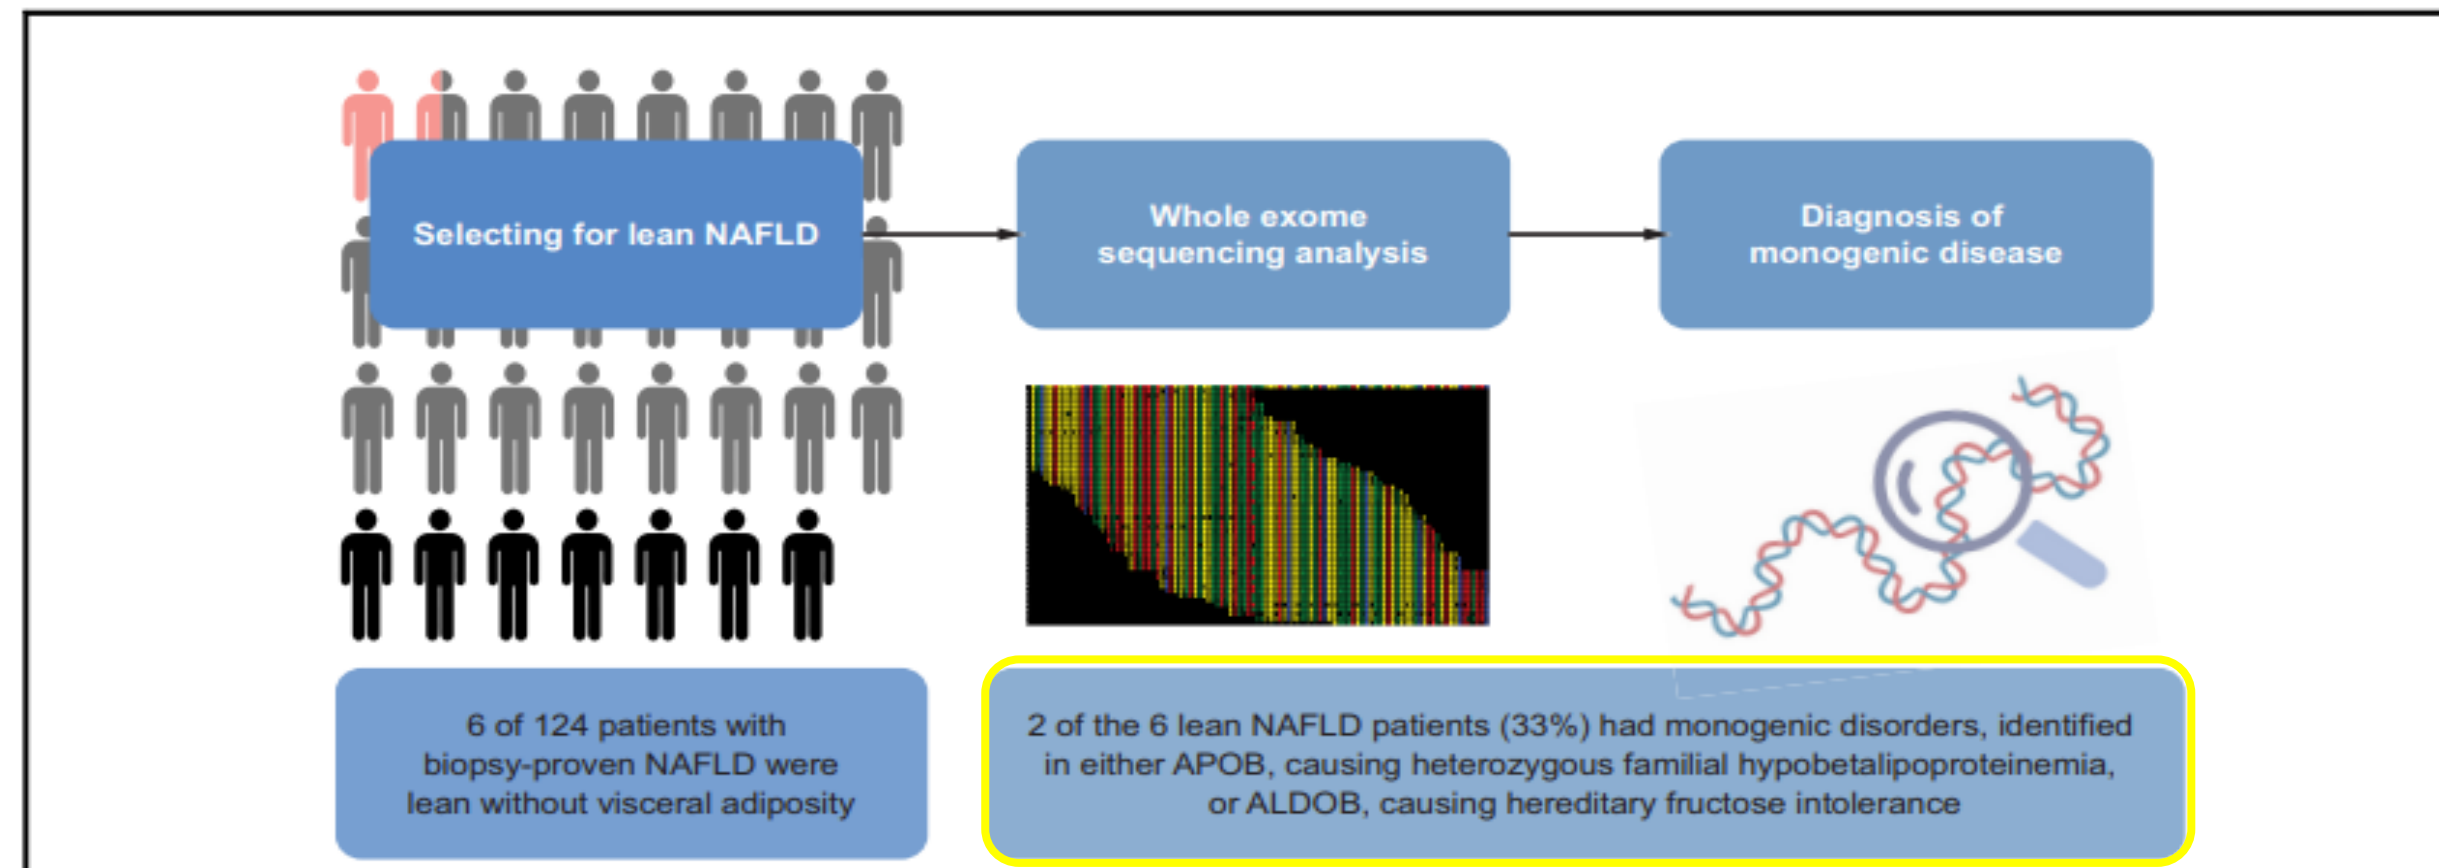 Selecting for lean NAFLD
Whole exome
sequencing analysis
Diagnosis of
monogenic disease
6 of 124 patients with
biopsy-proven NAFLD were
lean without visceral adiposity
2 of the 6 lean NAFLD patients (33%) had monogenic disorders, identified
in either APOB, causing heterozygous familial hypobetalipoproteinemia,
or ALDOB, causing hereditary fructose intolerance